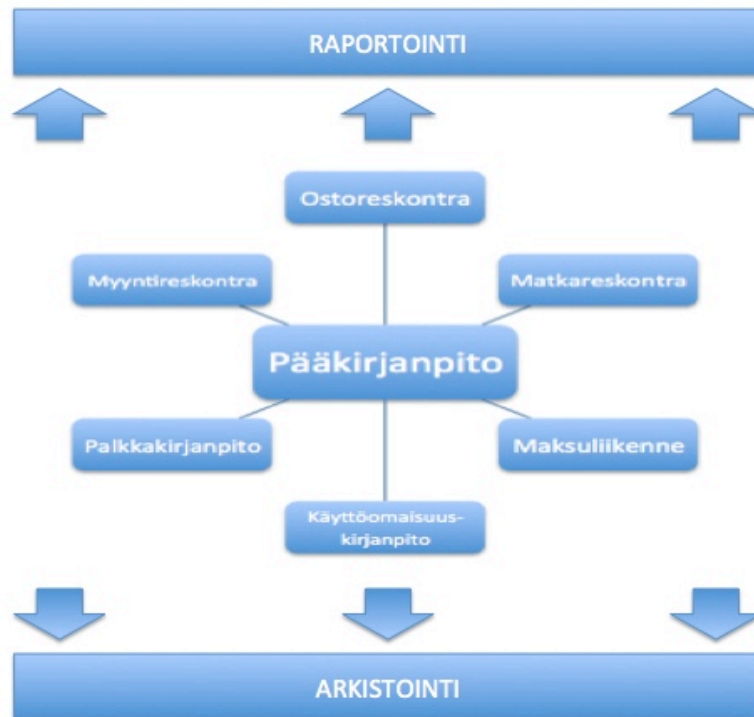 RAPORTOINTI
Ostoreskontra
Myyntireskontra
Matkareskontra
Pääkirjanpito
Palkkakirjanpito
Maksuliikenne
Käyttöomaisuus-
kirjanpito
ARKISTOINTI